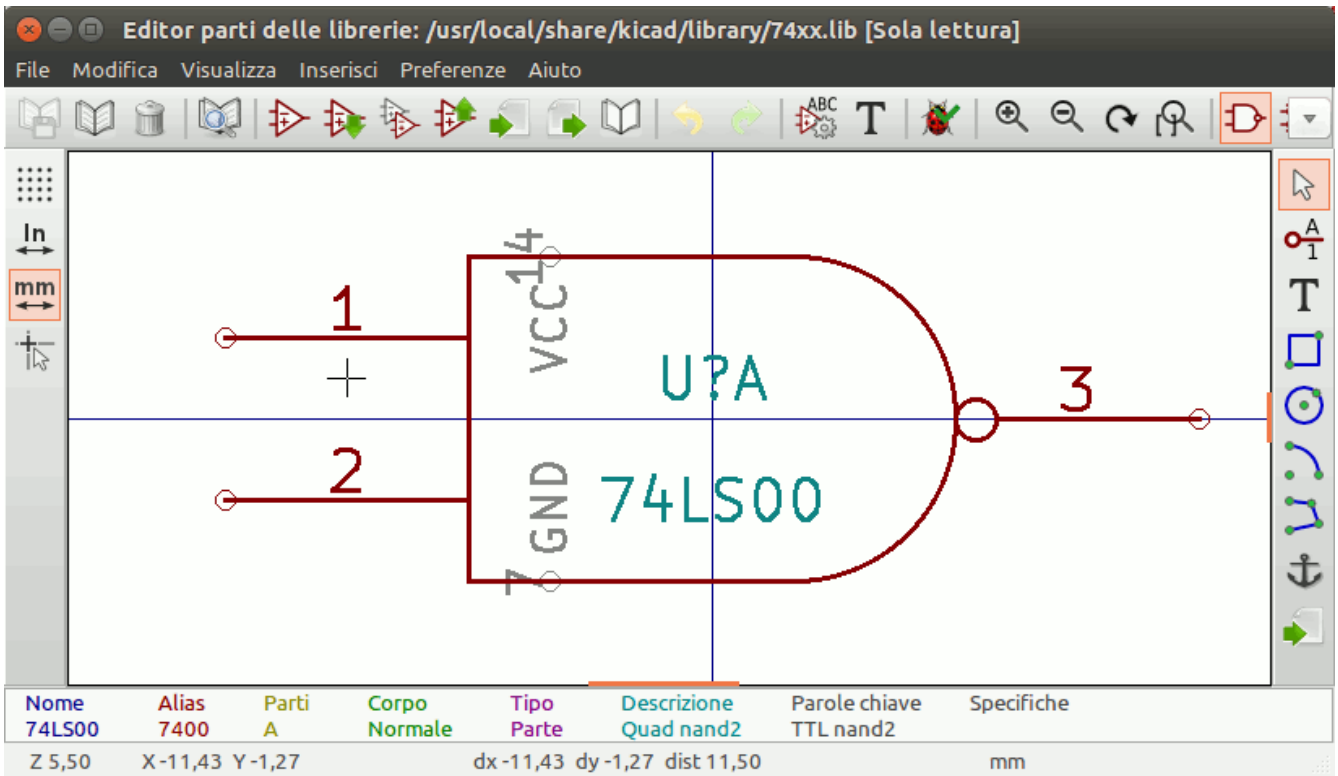 Editor parti delle librerie: /usr/local/share/kicad/library/74xx.lib [Sola lettura]
File Modifica Visualizza Inserisci Preferenze Aiuto
ABC
T
In
mm
A
1
T
14
VCC
1
U?A
3
2
GND
74LS00
7
Nome Alias Parti Corpo Tipo Descrizione Parole chiave Specifiche
74LS00 7400 A Normale Parte Quad nand2 TTL nand2
Z 5,50 X -11,43 Y -1,27 dx -11,43 dy -1,27 dist 11,50 mm